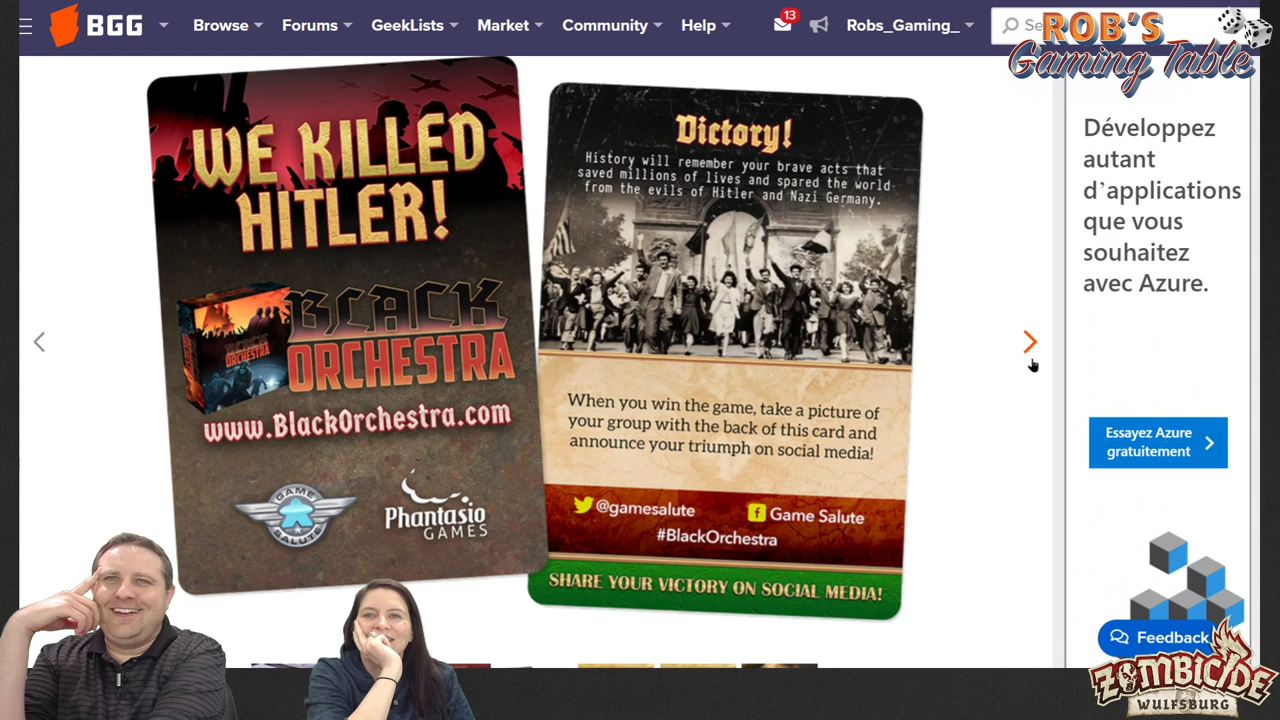 BGG
Browse
Forums
GeekLists
Market
Community
Help
13
Robs_Gaming_
Se
ROB'S
Gaming Table
WE KILLED
HITLER!
BLACK
ORCHESTRA
BLACK
ORCHESTRA
www.BlackOrchestra.com
GAME
SALUTE
Phantasio
GAMES
Victory!
History will remember your brave acts that
saved millions of lives and spared the world
from the evils of Hitler and Nazi Germany.
When you win the game, take a picture of
your group with the back of this card and
announce your triumph on social media!
@gamesalute
Game Salute
#BlackOrchestra
SHARE YOUR VICTORY ON SOCIAL MEDIA!
Développez
autant
d’applications
que vous
souhaitez
avec Azure.
Essayez Azure
gratuitement
Feedback
ZOMBICIDE
WULFSBURG